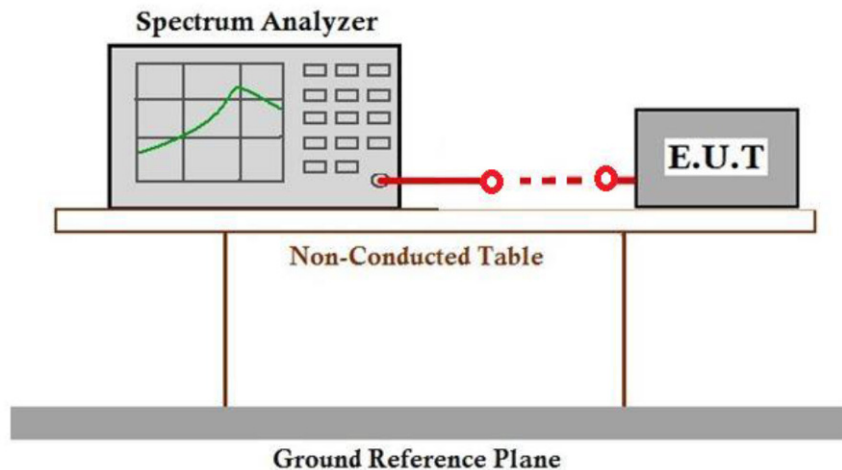 Spectrum Analyzer
E.U.T
Non-Conducted Table
Ground Reference Plane